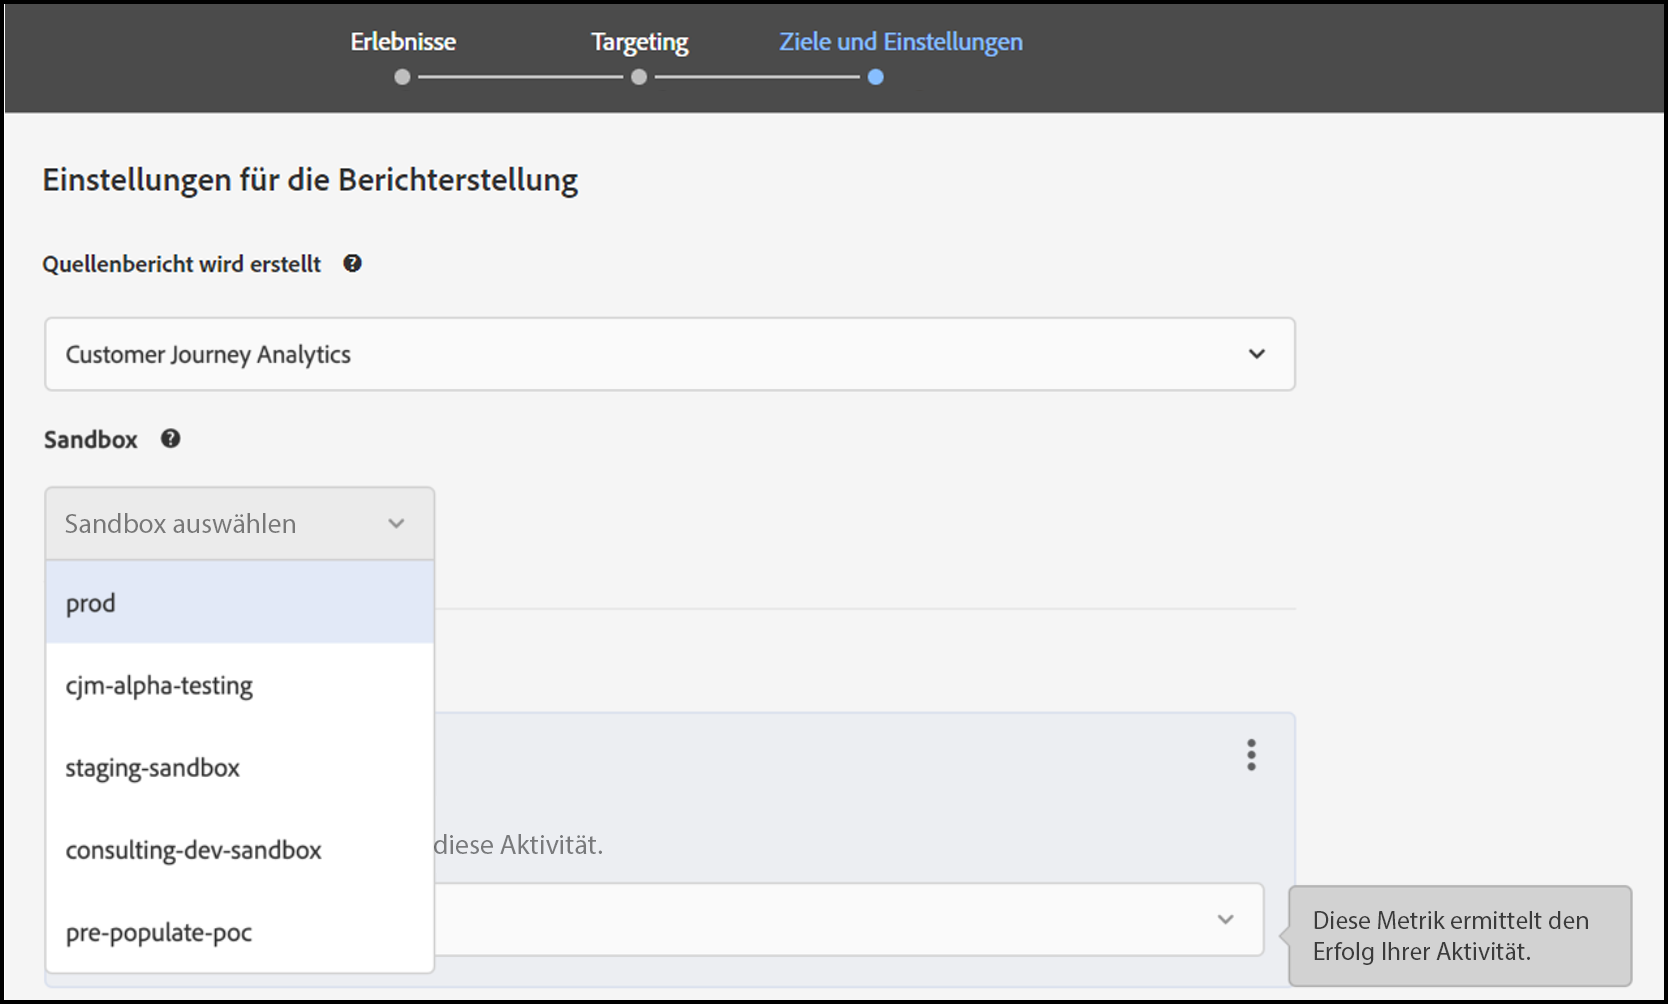 Erlebnisse
Targeting
Ziele und Einstellungen
Einstellungen für die Berichterstellung
Quellenbericht wird erstellt
Customer Journey Analytics
Sandbox
Sandbox auswählen
prod
cjm-alpha-testing
staging-sandbox
consulting-dev-sandbox
pre-populate-poc
diese Aktivität.
Diese Metrik ermittelt den
Erfolg Ihrer Aktivität.